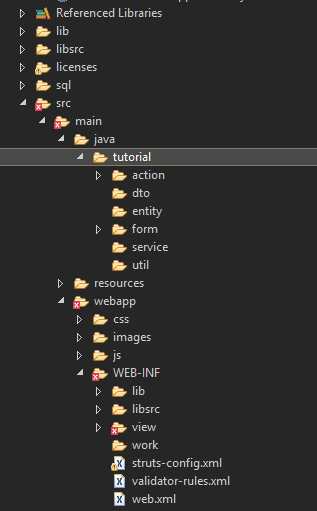 Referenced Libraries
lib
libsrc
licenses
sql
src
main
java
tutorial
action
dto
entity
form
service
util
resources
webapp
css
images
js
WEB-INF
lib
libsrc
view
work
struts-config.xml
validator-rules.xml
web.xml